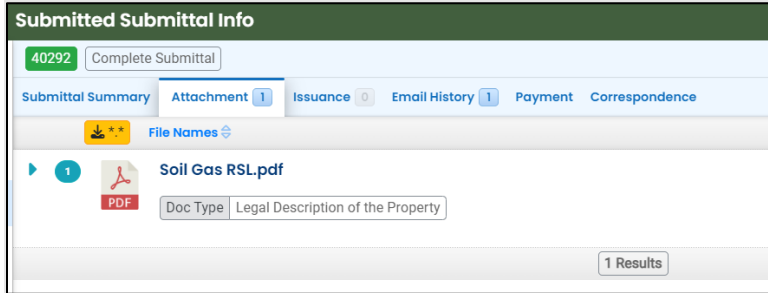 Submitted Submittal Info
40292 Complete Submittal
Submittal Summary Attachment 1 Issuance 0 Email History 1 Payment Correspondence
*.* File Names
1 Soil Gas RSL.pdf
PDF Doc Type Legal Description of the Property
1 Results